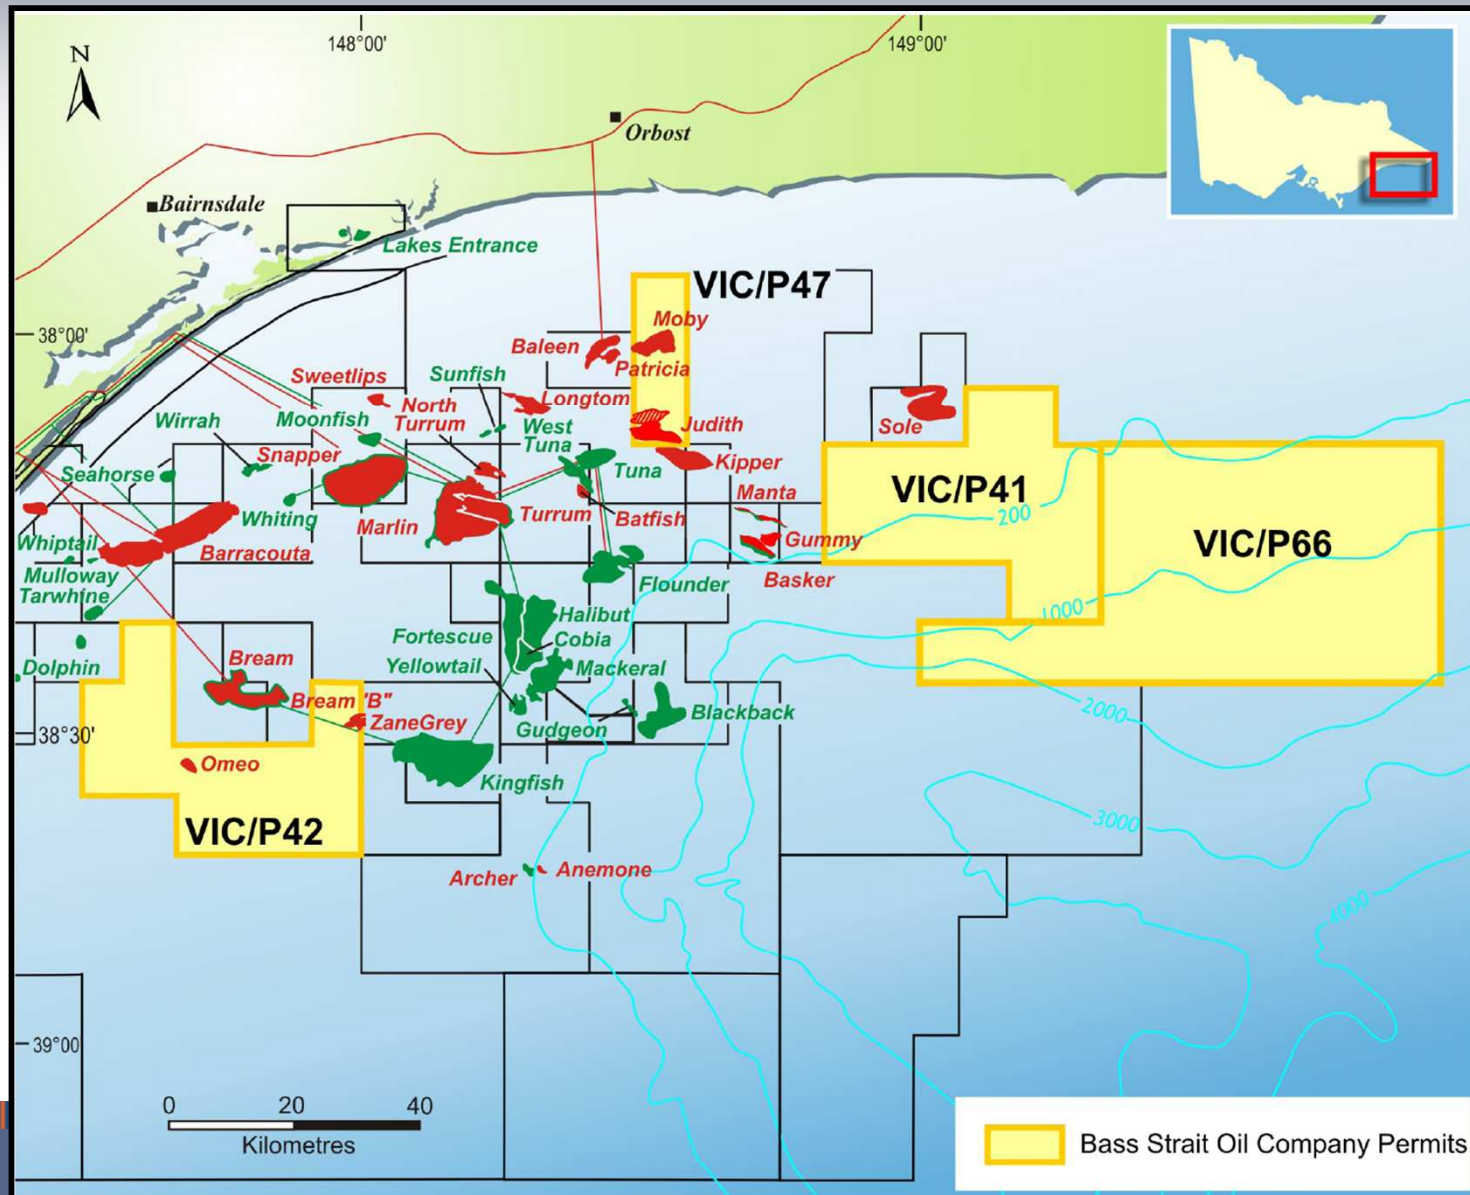 148°00'
149°00'
N
Orbost
Bairnsdale
Lakes Entrance
VIC/P47
38°00'
Moby
Baleen
Patricia
Sunfish
Sweetlips
Longtom
North
Turrum
Moonfish
Wirrah
West
Tuna
Judith
Sole
Snapper
Seahorse
Tuna
Kipper
VIC/P41
Manta
Whiting
Marlin
Turrum
Batfish
200
Whiptail
Barracouta
Gummy
VIC/P66
Mulloway
Tarwhine
Flounder
Basker
Halibut
1000
Fortescue
Cobia
Yellowtail
Mackeral
Dolphin
Bream
Bream "B"
ZaneGrey
Gudgeon
Blackback
2000
38°30'
Omeo
Kingfish
VIC/P42
3000
Archer
Anemone
4000
39°00'
0 20 40
Kilometres
Bass Strait Oil Company Permits